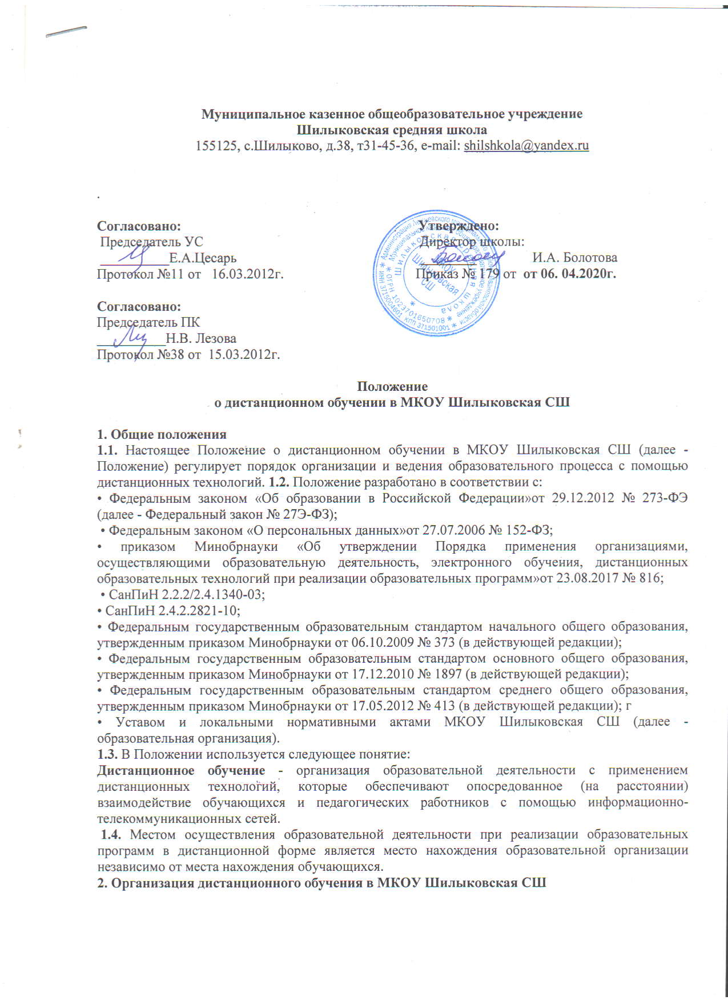 Муниципальное казенное общеобразовательное учреждение
Шилыковская средняя школа
155125, с.Шилыково, д.38, т31-45-36, e-mail: shilshkola@yandex.ru
.
Согласовано:
Председатель УС
__________Е.А.Цесарь
Протокол №11 от 16.03.2012г.
Утверждено:
Директор школы:
________ И.А. Болотова
Приказ № 179 от от 06. 04.2020г.
Муниципальное казенное общеобразовательное учреждение
Шилыковская средняя школа
ОГРН 1023701650708
ИНН 3715004601 КПП 371501001
МКОУ
Шилыковская
СШ
Согласовано:
Председатель ПК
__________Н.В. Лезова
Протокол №38 от 15.03.2012г.
Положение
о дистанционном обучении в МКОУ Шилыковская СШ
1. Общие положения
1.1. Настоящее Положение о дистанционном обучении в МКОУ Шилыковская СШ (далее -
Положение) регулирует порядок организации и ведения образовательного процесса с помощью
дистанционных технологий. 1.2. Положение разработано в соответствии с:
• Федеральным законом «Об образовании в Российской Федерации»от 29.12.2012 № 273-ФЭ
(далее - Федеральный закон № 27Э-ФЗ);
• Федеральным законом «О персональных данных»от 27.07.2006 № 152-ФЗ;
• приказом Минобрнауки «Об утверждении Порядка применения организациями,
осуществляющими образовательную деятельность, электронного обучения, дистанционных
образовательных технологий при реализации образовательных программ»от 23.08.2017 № 816;
• СанПиН 2.2.2/2.4.1340-03;
• СанПиН 2.4.2.2821-10;
• Федеральным государственным образовательным стандартом начального общего образования,
утвержденным приказом Минобрнауки от 06.10.2009 № 373 (в действующей редакции);
• Федеральным государственным образовательным стандартом основного общего образования,
утвержденным приказом Минобрнауки от 17.12.2010 № 1897 (в действующей редакции);
• Федеральным государственным образовательным стандартом среднего общего образования,
утвержденным приказом Минобрнауки от 17.05.2012 № 413 (в действующей редакции); г
• Уставом и локальными нормативными актами МКОУ Шилыковская СШ (далее -
образовательная организация).
1.3. В Положении используется следующее понятие:
Дистанционное обучение - организация образовательной деятельности с применением
дистанционных технологий, которые обеспечивают опосредованное (на расстоянии)
взаимодействие обучающихся и педагогических работников с помощью информационно-
телекоммуникационных сетей.
1.4. Местом осуществления образовательной деятельности при реализации образовательных
программ в дистанционной форме является место нахождения образовательной организации
независимо от места нахождения обучающихся.
2. Организация дистанционного обучения в МКОУ Шилыковская СШ